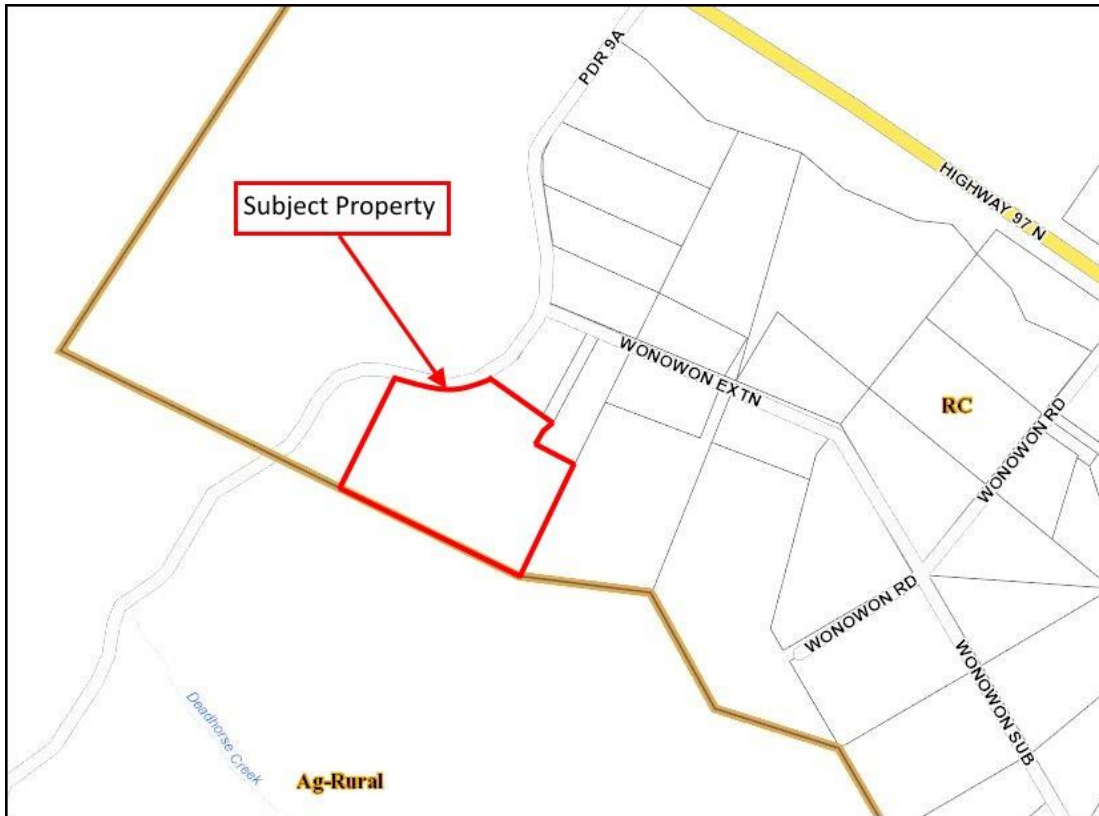 PDR 9A
HIGHWAY 97 N
Subject Property
WONOWON EXTN
RC
WONOWON RD
WONOWON RD
WONOWON SUB
Deadhorse Creek
Ag-Rural